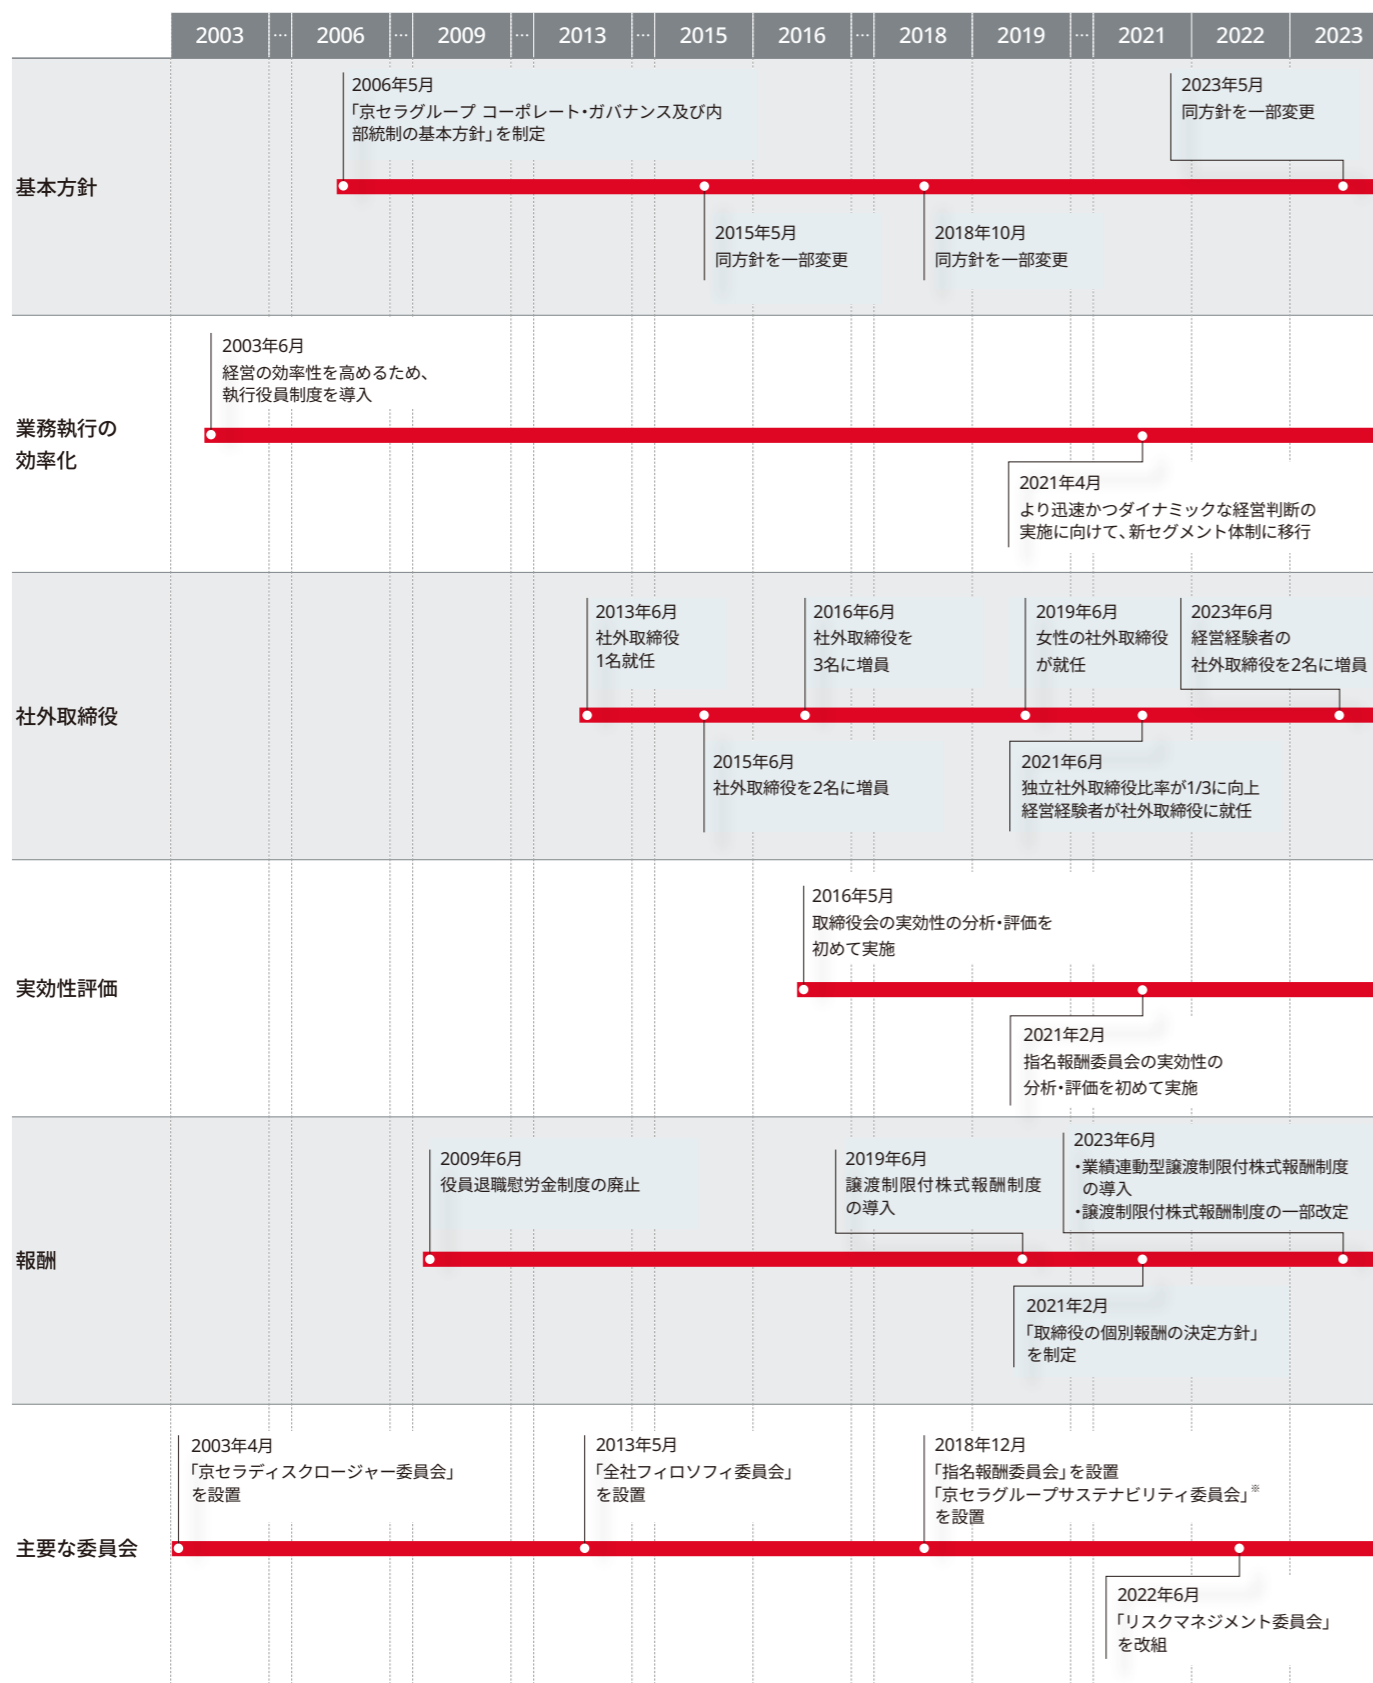 2003 … 2006 … 2009 … 2013 … 2015 2016 … 2018 2019 … 2021 2022 2023
基本方針
2006年5月
「京セラグループ コーポレート・ガバナンス及び内
部統制の基本方針」を制定
2023年5月
同方針を一部変更
2015年5月
同方針を一部変更
2018年10月
同方針を一部変更
業務執行の
効率化
2003年6月
経営の効率性を高めるため、
執行役員制度を導入
2021年4月
より迅速かつダイナミックな経営判断の
実施に向けて、新セグメント体制に移行
社外取締役
2013年6月
社外取締役
1名就任
2016年6月
社外取締役を
3名に増員
2019年6月
女性の社外取締役
が就任
2023年6月
経営経験者の
社外取締役を2名に増員
2015年6月
社外取締役を2名に増員
2021年6月
独立社外取締役比率が1/3に向上
経営経験者が社外取締役に就任
実効性評価
2016年5月
取締役会の実効性の分析・評価を
初めて実施
2021年2月
指名報酬委員会の実効性の
分析・評価を初めて実施
報酬
2009年6月
役員退職慰労金制度の廃止
2019年6月
譲渡制限付株式報酬制度
の導入
2023年6月
・業績連動型譲渡制限付株式報酬制度
の導入
・譲渡制限付株式報酬制度の一部改定
2021年2月
「取締役の個別報酬の決定方針」
を制定
主要な委員会
2003年4月
「京セラディスクロージャー委員会」
を設置
2013年5月
「全社フィロソフィ委員会」
を設置
2018年12月
「指名報酬委員会」を設置
「京セラグループサステナビリティ委員会」※
を設置
2022年6月
「リスクマネジメント委員会」
を改組